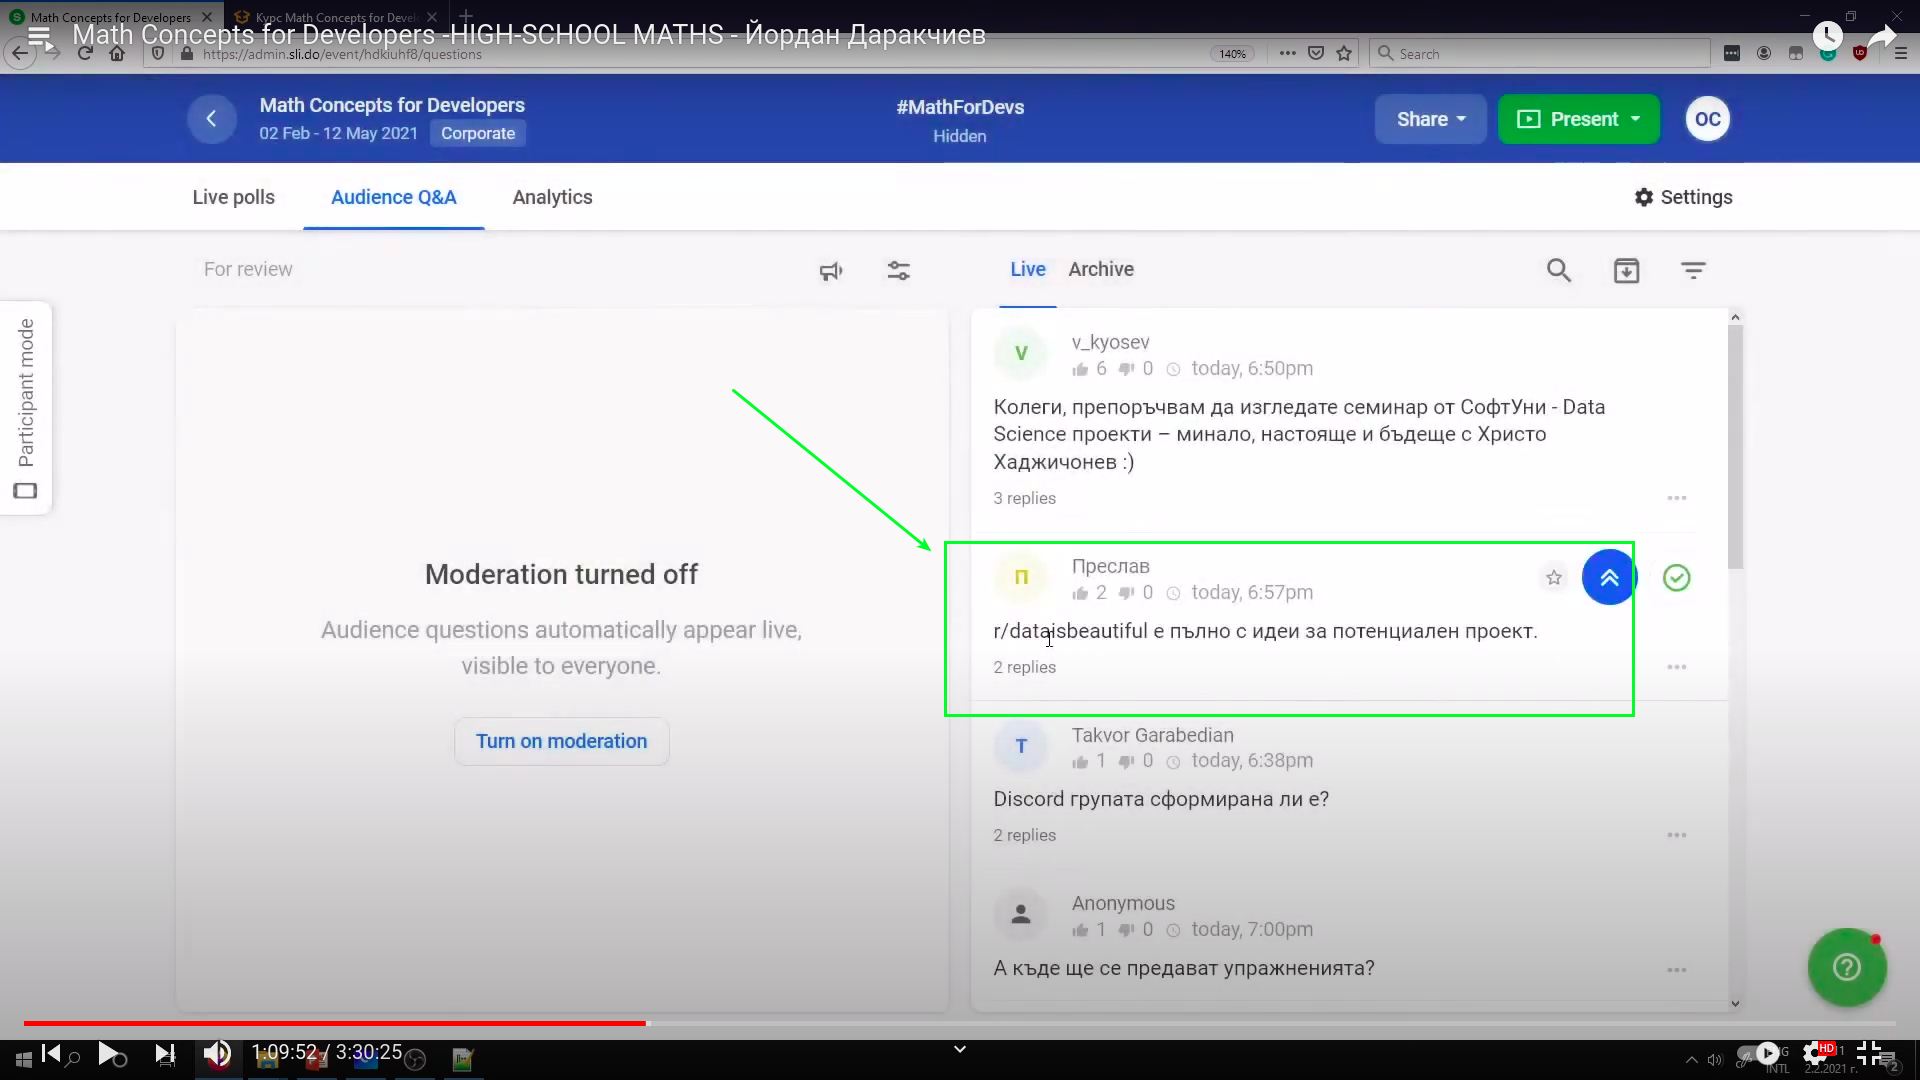 Math Concepts for Developers
Курс Math Concepts for Devel
Math Concepts for Developers -HIGH-SCHOOL MATHS - Йордан Даракчиев
https://admin.sli.do/event/hdkiuhf8/questions
140%
Search
Math Concepts for Developers
02 Feb - 12 May 2021 Corporate
#MathForDevs
Hidden
Share
Present
OC
Live polls
Audience Q&A
Analytics
Settings
Participant mode
For review
Moderation turned off
Audience questions automatically appear live,
visible to everyone.
Turn on moderation
Live
Archive
V
v_kyosev
6 0 today, 6:50pm
Колеги, препоръчвам да изгледате семинар от СофтУни - Data
Science проекти – минало, настояще и бъдеще с Христо
Хаджичонев :)
3 replies
П
Преслав
2 0 today, 6:57pm
r/dataisbeautiful е пълно с идеи за потенциален проект.
2 replies
T
Takvor Garabedian
1 0 today, 6:38pm
Discord групата сформирана ли е?
2 replies
Anonymous
1 0 today, 7:00pm
А къде ще се предават упражненията?
1:09:52 / 3:30:25
HD
INTL
2.2.2021 г.
2